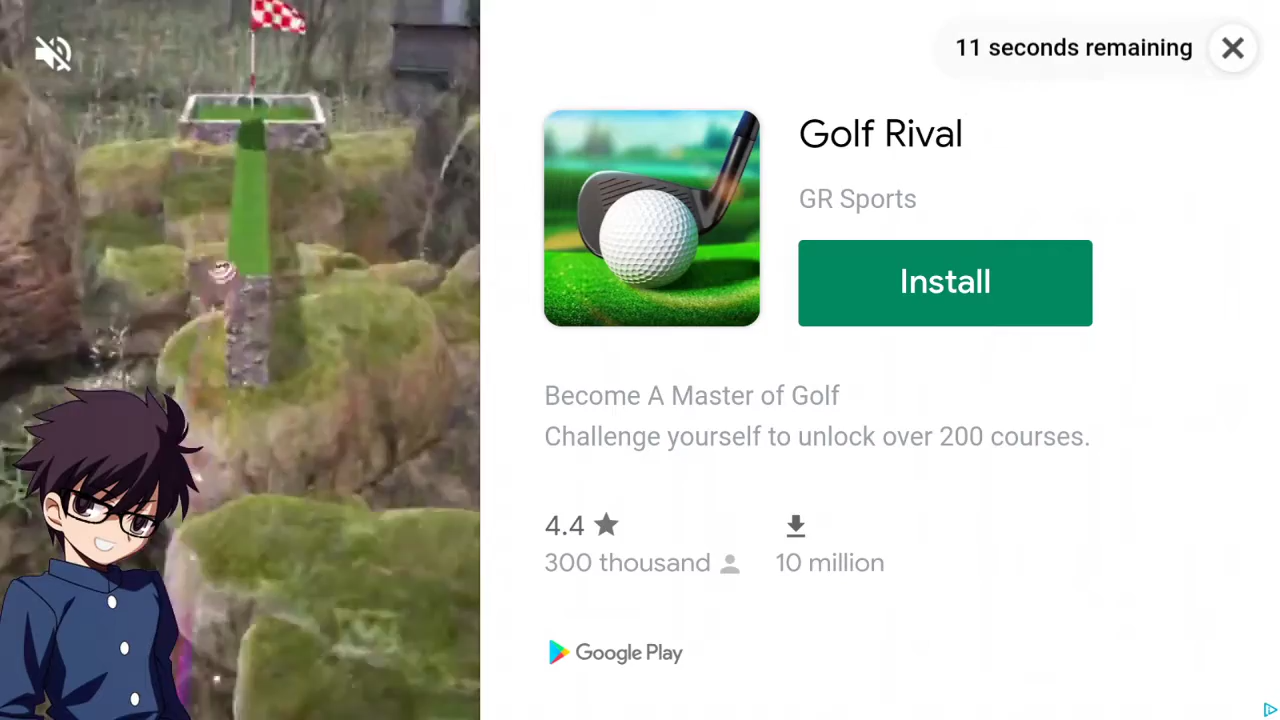 11 seconds remaining
Golf Rival
GR Sports
Install
Become A Master of Golf
Challenge yourself to unlock over 200 courses.
4.4
300 thousand
10 million
Google Play